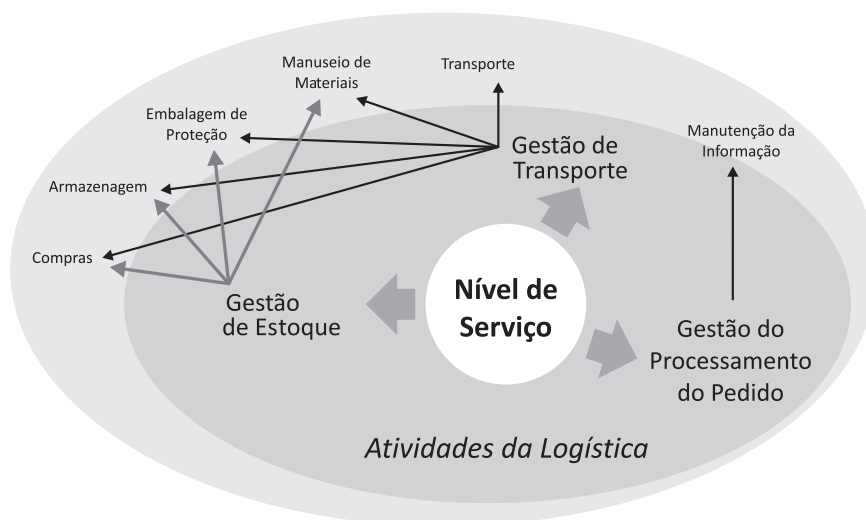 Manuseio de
Materiais
Transporte
Embalagem de
Proteção
Manutenção da
Informação
Gestão de
Transporte
Armazenagem
Compras
Nível de
Serviço
Gestão
de Estoque
Gestão do
Processamento
do Pedido
Atividades da Logística